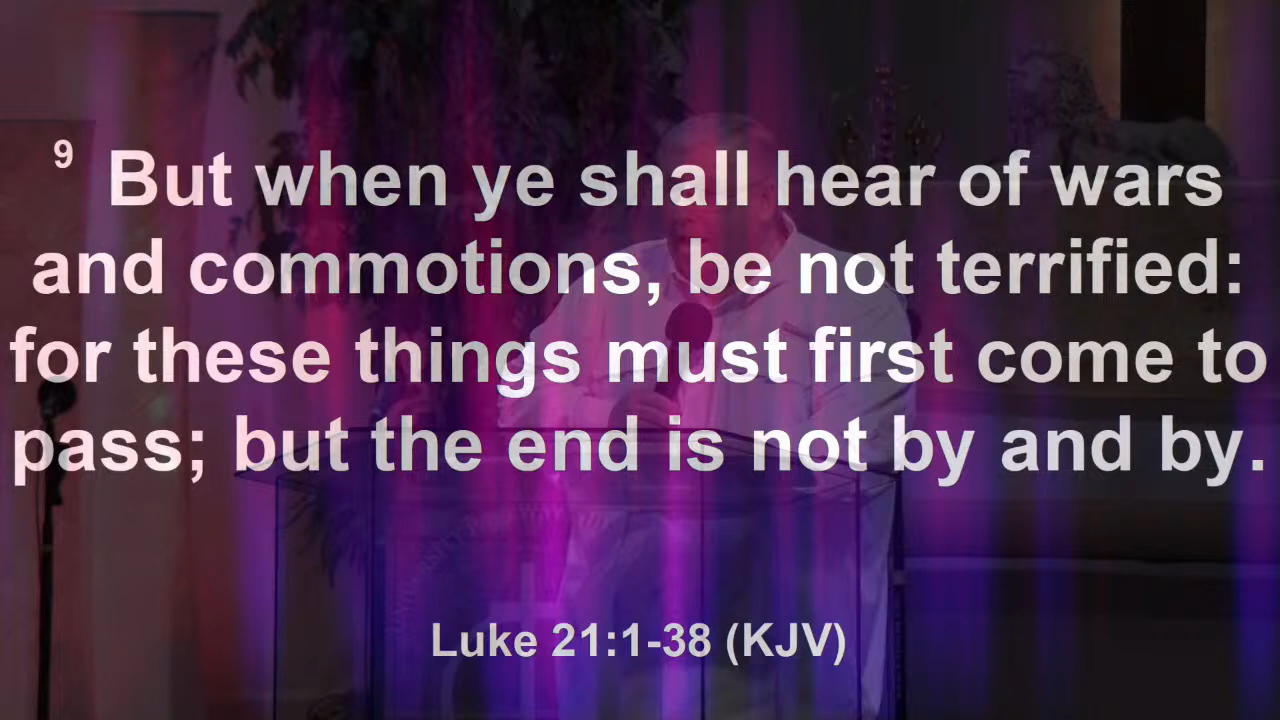 9 But when ye shall hear of wars
and commotions, be not terrified:
for these things must first come to
pass; but the end is not by and by.
Luke 21:1-38 (KJV)